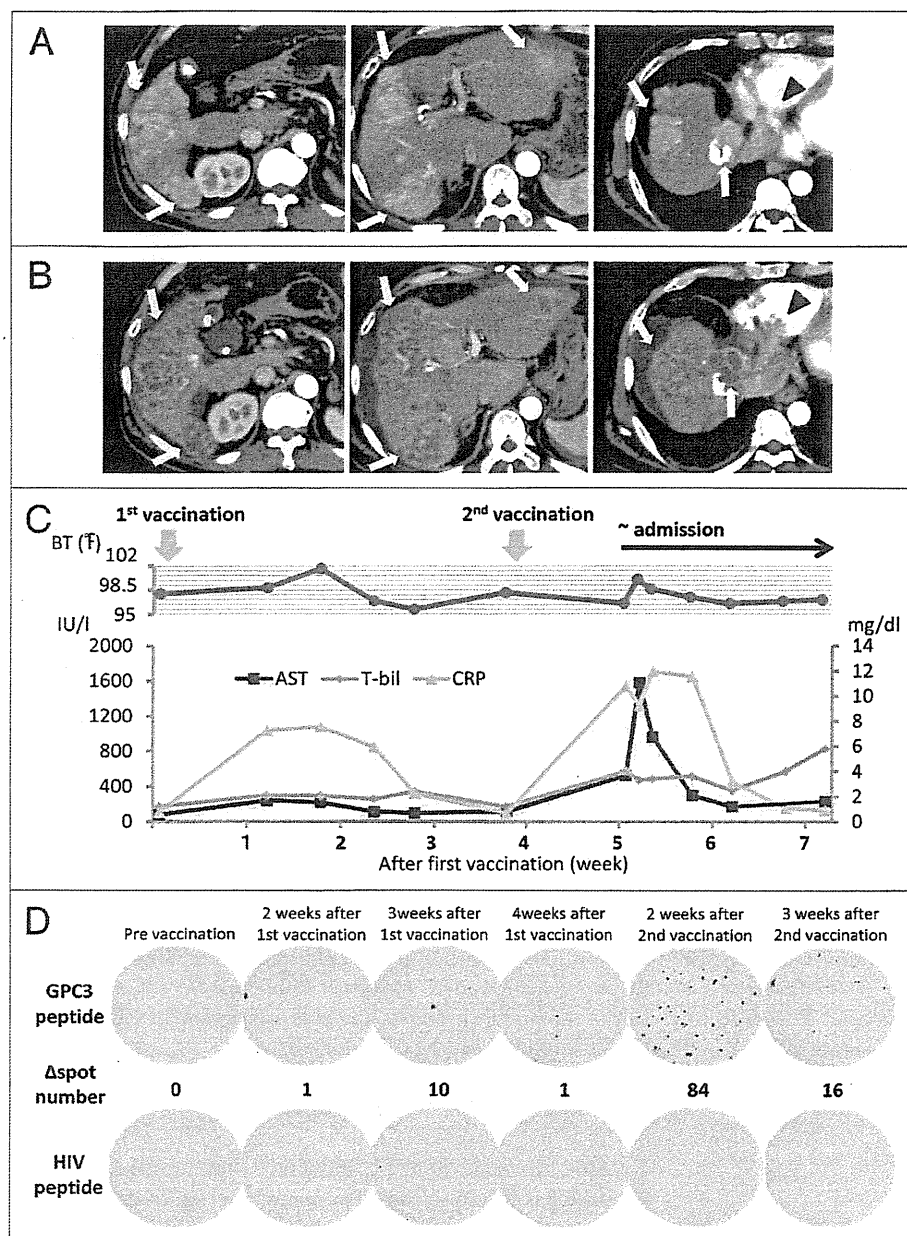 A
B
C
1st vaccination
2nd vaccination
~ admission
BT (°F)
102
98.5
95
IU/l
mg/dl
2000
1600
1200
800
400
0
14
12
10
8
6
4
2
0
AST
T-bil
CRP
1 2 3 4 5 6 7
After first vaccination (week)
D
Pre vaccination
2 weeks after 1st vaccination
3weeks after 1st vaccination
4weeks after 1st vaccination
2 weeks after 2nd vaccination
3 weeks after 2nd vaccination
GPC3 peptide
Δspot number
0 1 10 1 84 16
HIV peptide